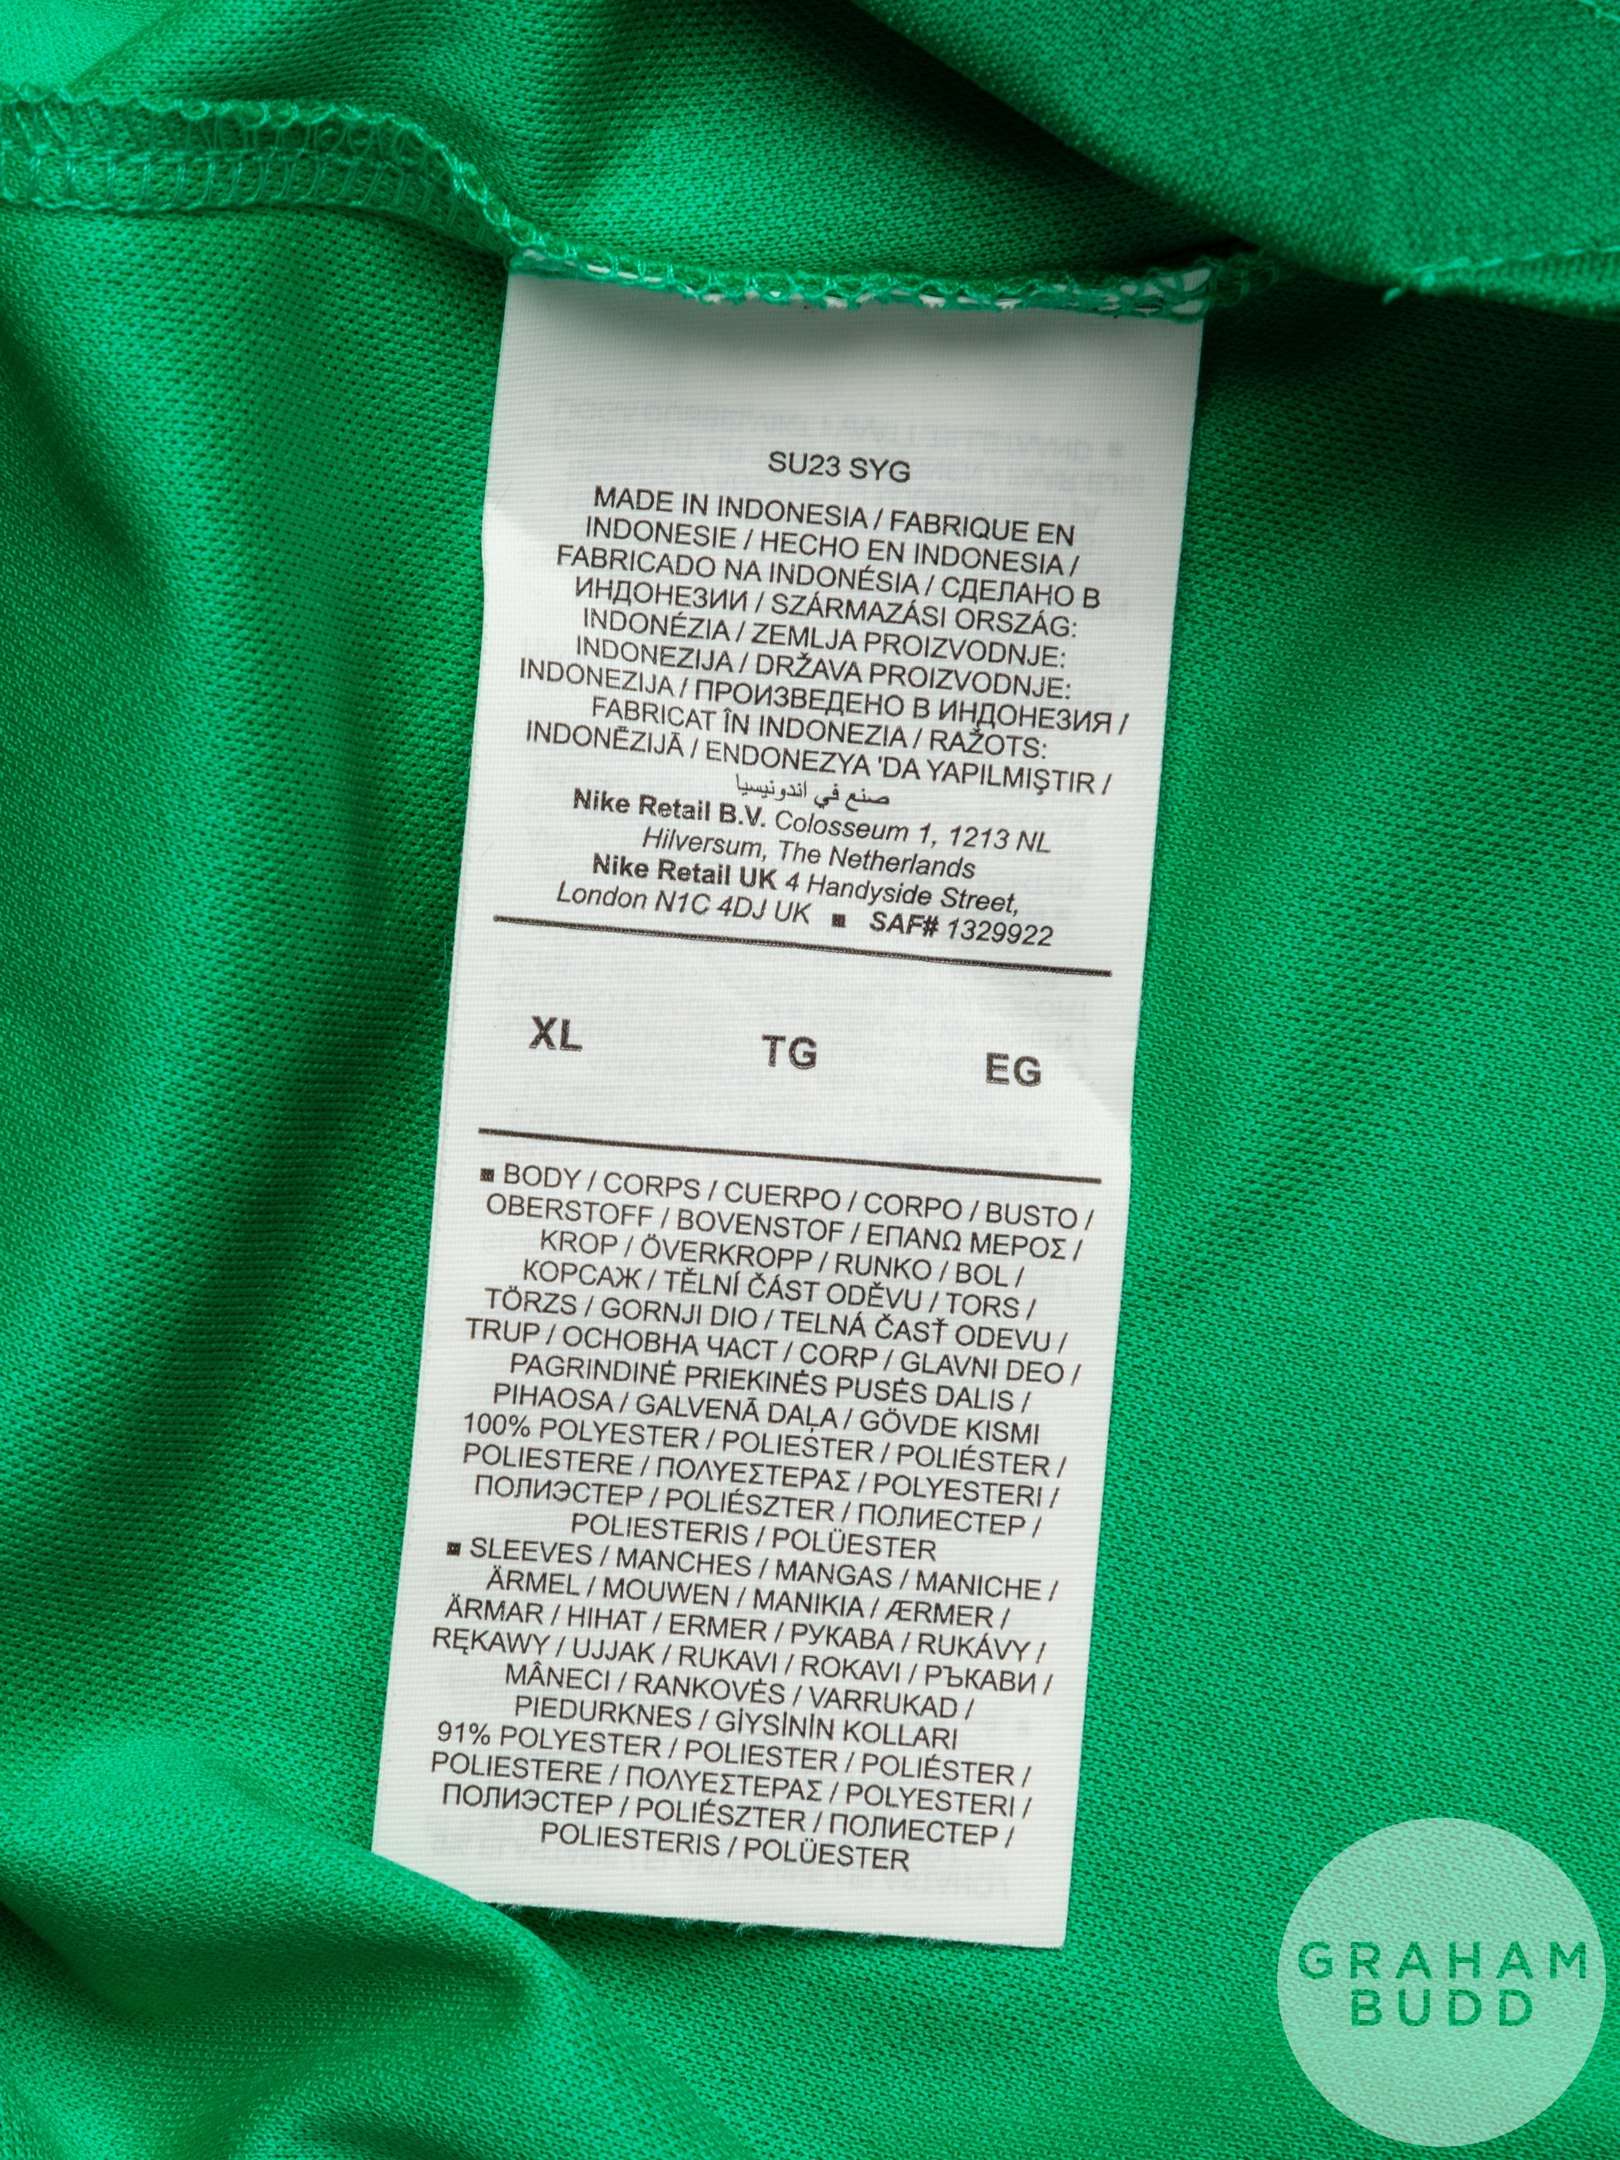 SU23 SYG
MADE IN INDONESIA / FABRIQUE EN
INDONESIE / HECHO EN INDONESIA /
FABRICADO NA INDONÉSIA / СДЕЛАНО В
ИНДОНЕЗИИ / SZÁRMAZÁSI ORSZÁG:
INDONÉZIA / ZEMLJA PROIZVODNJE:
INDONEZIJA / DRŽAVA PROIZVODNJE:
INDONEZIJA / ПРОИЗВЕДЕНО В ИНДОНЕЗИЯ /
FABRICAT ÎN INDONEZIA / RAŽOTS:
INDONĒZIJĀ / ENDONEZYA 'DA YAPILMIŞTIR /
صنع في اندونيسيا
Nike Retail B.V. Colosseum 1, 1213 NL
Hilversum, The Netherlands
Nike Retail UK 4 Handyside Street,
London N1C 4DJ UK ■ SAF# 1329922
XL TG EG
■ BODY / CORPS / CUERPO / CORPO / BUSTO /
OBERSTOFF / BOVENSTOF / ΕΠΑΝΩ ΜΕΡΟΣ /
KROP / ÖVERKROPP / RUNKO / BOL /
КОРСАЖ / TĚLNÍ ČÁST ODĚVU / TORS /
TÖRZS / GORNJI DIO / TELNÁ ČASŤ ODEVU /
TRUP / ОСНОВНА ЧАСТ / CORP / GLAVNI DEO /
PAGRINDINĖ PRIEKINĖS PUSĖS DALIS /
PIHAOSA / GALVENĀ DAĻA / GÖVDE KISMI
100% POLYESTER / POLIESTER / POLIÉSTER /
POLIESTERE / ΠΟΛΥΕΣΤΕΡΑΣ / POLYESTERI /
ПОЛИЭСТЕР / POLIÉSZTER / ПОЛИЕСТЕР /
POLIESTERIS / POLÜESTER
■ SLEEVES / MANCHES / MANGAS / MANICHE /
ÄRMEL / MOUWEN / MANIKIA / ÆRMER /
ÄRMAR / HIHAT / ERMER / РУКАВА / RUKÁVY /
RĘKAWY / UJJAK / RUKAVI / ROKAVI / РЪКАВИ /
MÂNECI / RANKOVĖS / VARRUKAD /
PIEDURKNES / GİYSİNİN KOLLARI
91% POLYESTER / POLIESTER / POLIÉSTER /
POLIESTERE / ΠΟΛΥΕΣΤΕΡΑΣ / POLYESTERI /
ПОЛИЭСТЕР / POLIÉSZTER / ПОЛИЕСТЕР /
POLIESTERIS / POLÜESTER
GRAHAM
BUDD